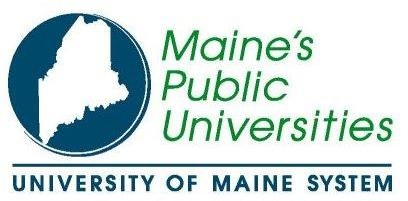 Maine's
Public
Universities
UNIVERSITY OF MAINE SYSTEM